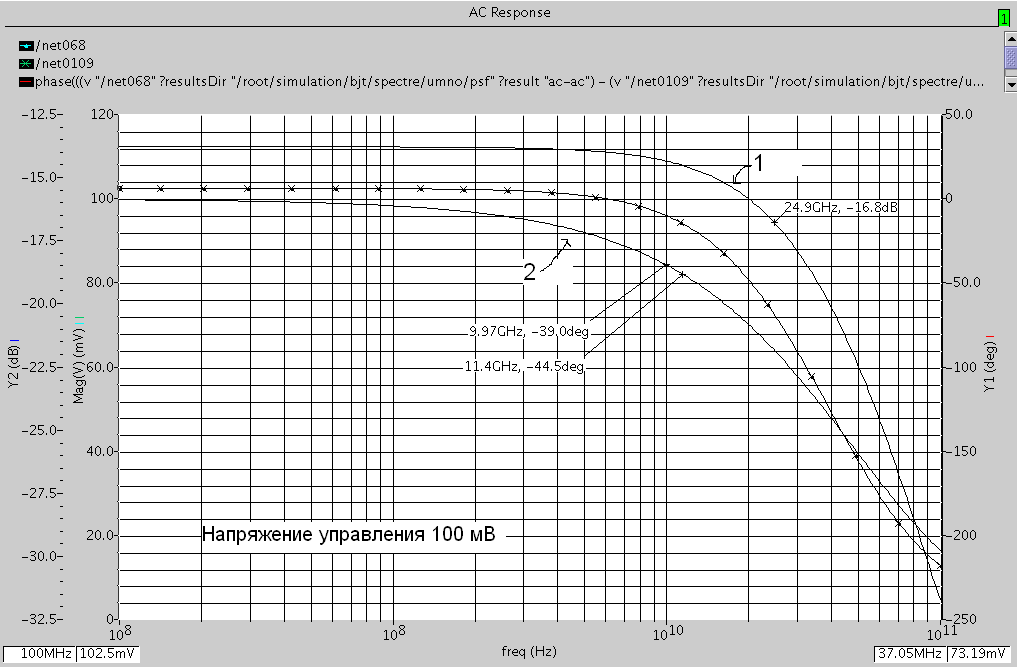 AC Response
1
/net068
/net0109
phase(((v "/net068" ?resultsDir "/root/simulation/bjt/spectre/umno/psf" ?result "ac-ac") - (v "/net0109" ?resultsDir "/root/simulation/bjt/spectre/u...
-12.5
120
50.0
1
-15.0
100
0
24.9GHz, -16.8dB
-17.5
2
80.0
-50.0
-20.0
9.97GHz, -39.0deg
11.4GHz, -44.5deg
Y2 (dB)
Mag(V) (mV)
Y1 (deg)
-22.5
60.0
-100
-25.0
40.0
-150
-27.5
Напряжение управления 100 мВ
20.0
-200
-30.0
-32.5
0
-250
10^8
10^8
10^10
10^11
freq (Hz)
100MHz
102.5mV
37.05MHz
73.19mV